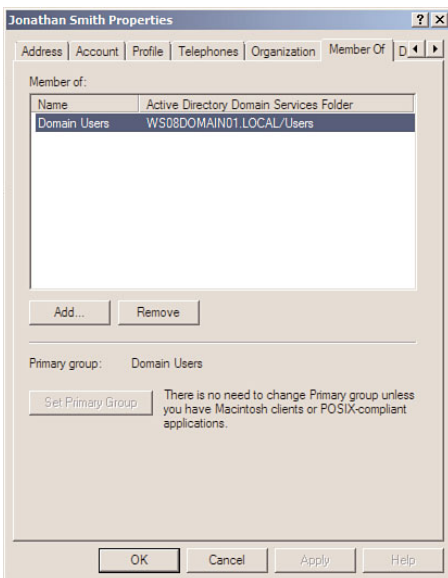 Jonathan Smith Properties
Address Account Profile Telephones Organization Member Of D
Member of:
Name Active Directory Domain Services Folder
Domain Users WS08DOMAIN01.LOCAL/Users
Add... Remove
Primary group: Domain Users
Set Primary Group
There is no need to change Primary group unless
you have Macintosh clients or POSIX-compliant
applications.
OK Cancel Apply Help